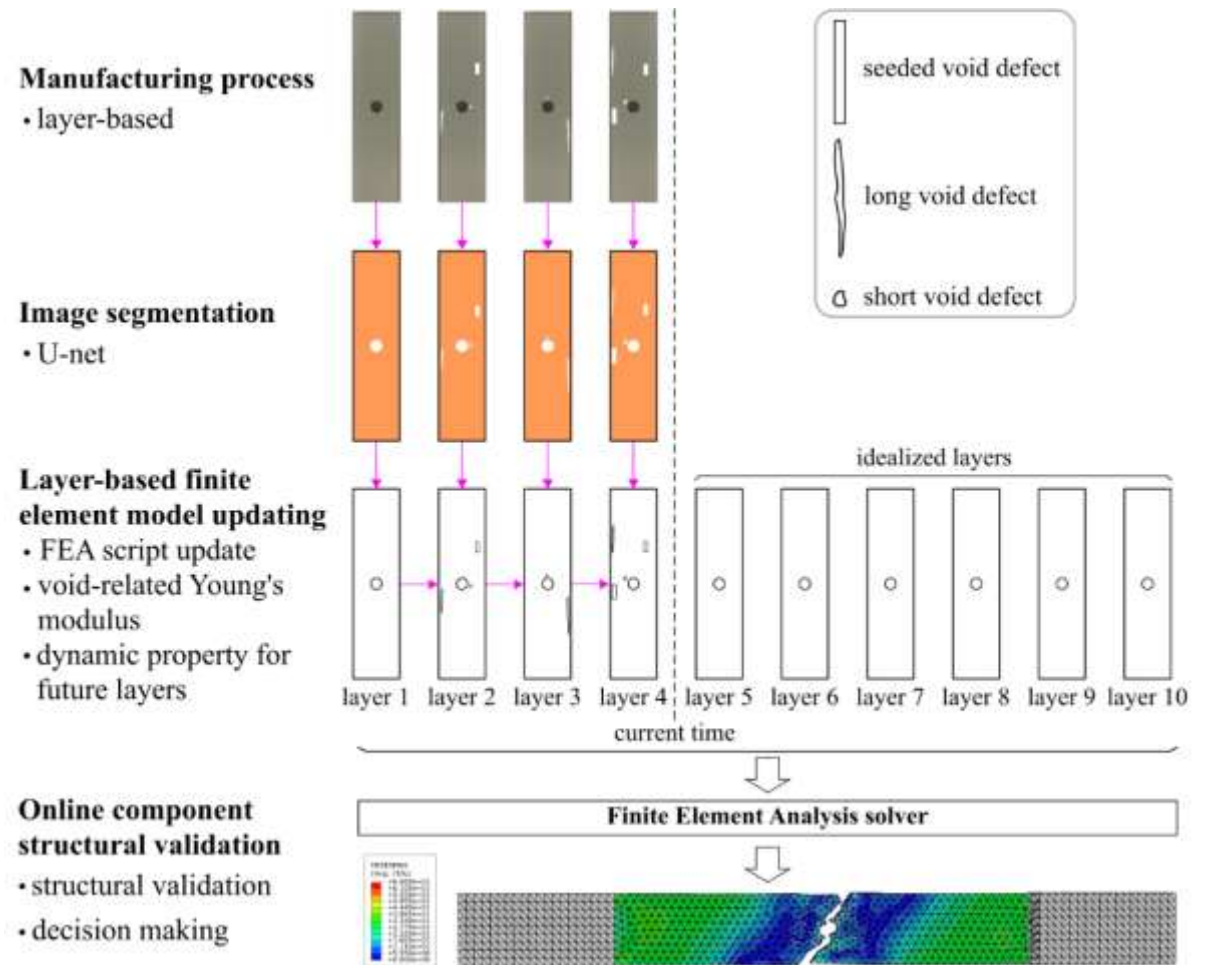 Manufacturing process
• layer-based
seeded void defect
long void defect
short void defect
Image segmentation
• U-net
idealized layers
Layer-based finite
element model updating
• FEA script update
• void-related Young's
modulus
• dynamic property for
future layers
layer 1 layer 2 layer 3 layer 4 layer 5 layer 6 layer 7 layer 8 layer 9 layer 10
current time
Online component
structural validation
• structural validation
• decision making
Finite Element Analysis solver